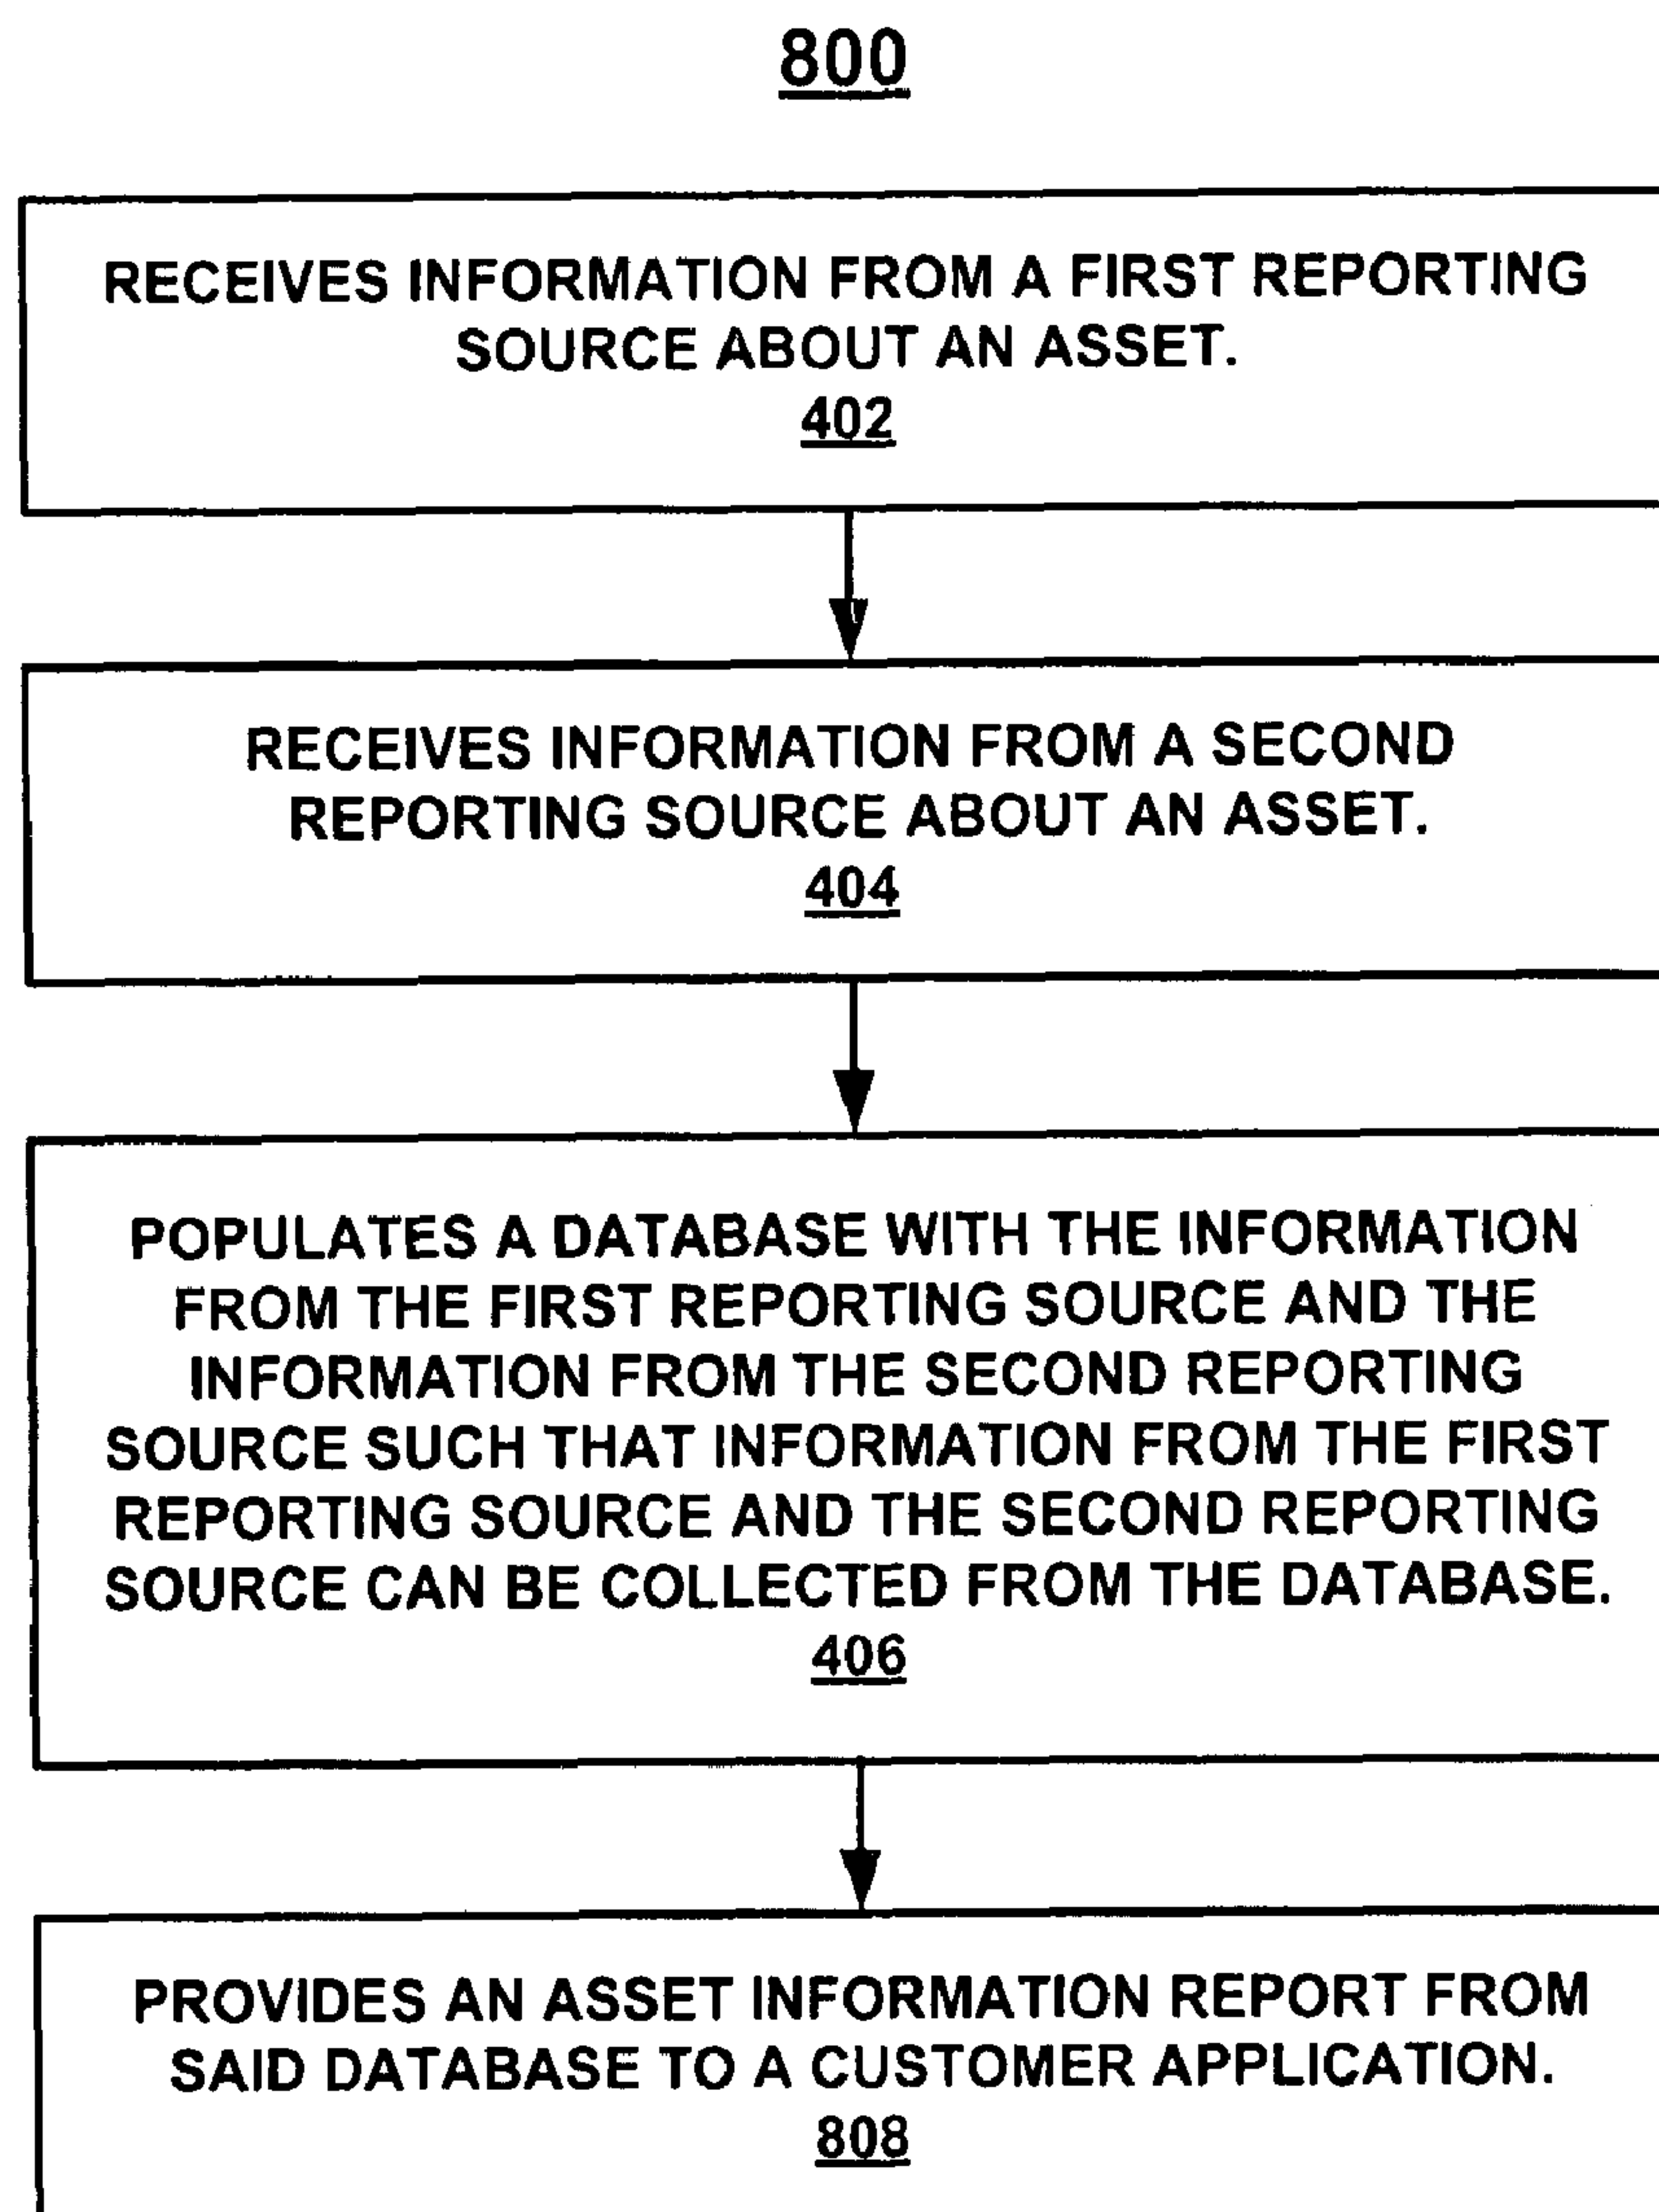 800
RECEIVES INFORMATION FROM A FIRST REPORTING
SOURCE ABOUT AN ASSET.
402
RECEIVES INFORMATION FROM A SECOND
REPORTING SOURCE ABOUT AN ASSET.
404
POPULATES A DATABASE WITH THE INFORMATION
FROM THE FIRST REPORTING SOURCE AND THE
INFORMATION FROM THE SECOND REPORTING
SOURCE SUCH THAT INFORMATION FROM THE FIRST
REPORTING SOURCE AND THE SECOND REPORTING
SOURCE CAN BE COLLECTED FROM THE DATABASE.
406
PROVIDES AN ASSET INFORMATION REPORT FROM
SAID DATABASE TO A CUSTOMER APPLICATION.
808